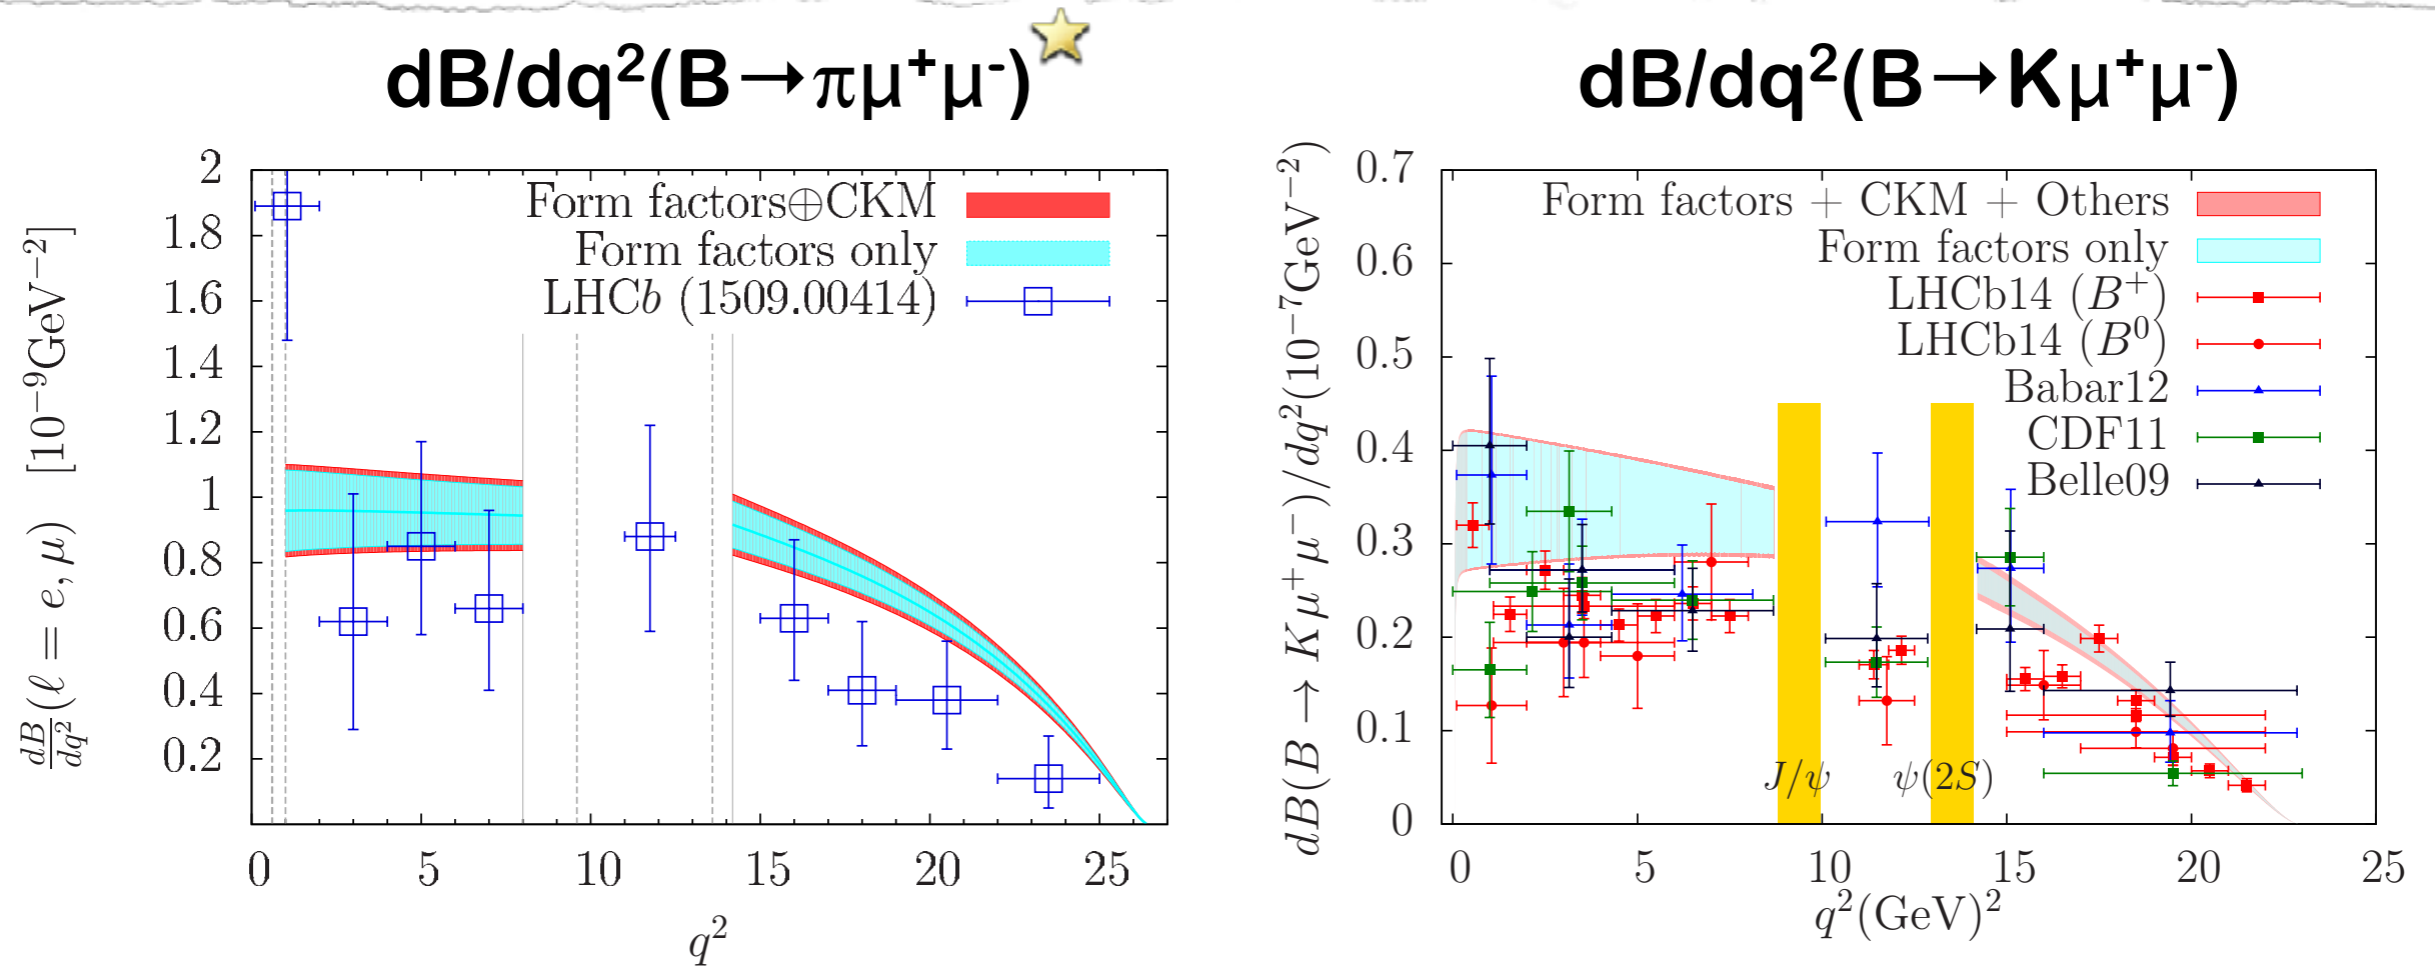 dB/dq²(B→πμ⁺μ⁻)
dB/dq²(B→Kμ⁺μ⁻)
dB/dq² (ℓ = e, μ) [10⁻⁹GeV⁻²]
2
1.8
1.6
1.4
1.2
1
0.8
0.6
0.4
0.2
Form factors⊕CKM
Form factors only
LHCb (1509.00414)
0 5 10 15 20 25
q²
dB(B → Kμ⁺μ⁻)/dq²(10⁻⁷GeV⁻²)
0.7
0.6
0.5
0.4
0.3
0.2
0.1
0
Form factors + CKM + Others
Form factors only
LHCb14 (B⁺)
LHCb14 (B⁰)
Babar12
CDF11
Belle09
J/ψ ψ(2S)
0 5 10 15 20 25
q²(GeV)²